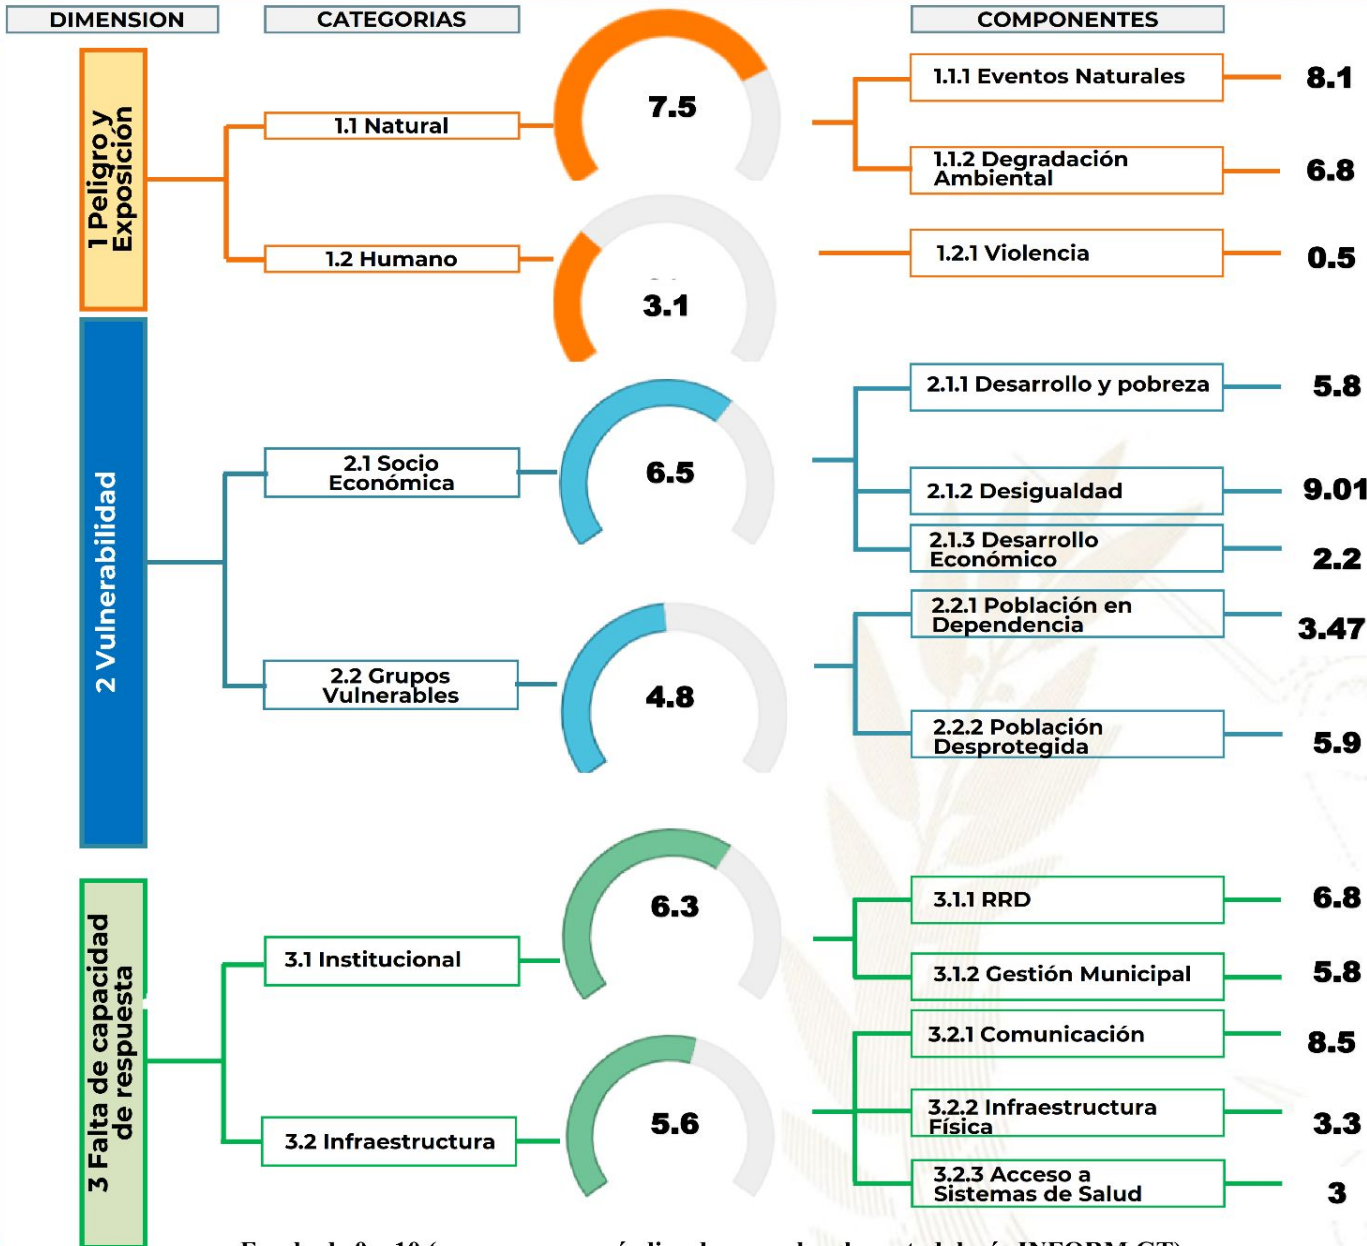 DIMENSION
CATEGORIAS
COMPONENTES
1 Peligro y
Exposición
1.1 Natural
7.5
1.1.1 Eventos Naturales
8.1
1.1.2 Degradación
Ambiental
6.8
1.2 Humano
3.1
1.2.1 Violencia
0.5
2 Vulnerabilidad
2.1 Socio
Económica
6.5
2.1.1 Desarrollo y pobreza
5.8
2.1.2 Desigualdad
9.01
2.1.3 Desarrollo
Económico
2.2
2.2 Grupos
Vulnerables
4.8
2.2.1 Población en
Dependencia
3.47
2.2.2 Población
Desprotegida
5.9
3 Falta de capacidad
de respuesta
3.1 Institucional
6.3
3.1.1 RRD
6.8
3.1.2 Gestión Municipal
5.8
3.2 Infraestructura
5.6
3.2.1 Comunicación
8.5
3.2.2 Infraestructura
Física
3.3
3.2.3 Acceso a
Sistemas de Salud
3